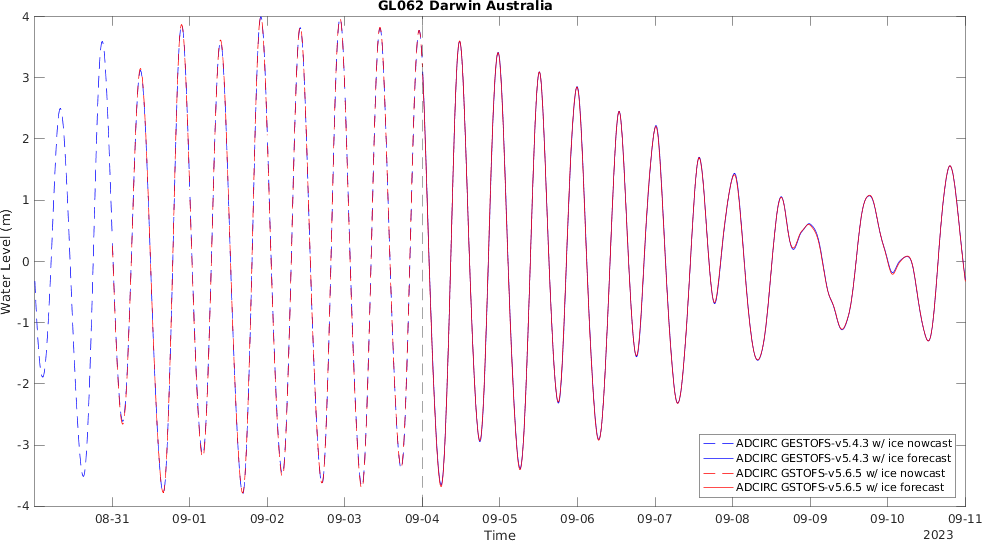 GL062 Darwin Australia
4
3
2
1
0
-1
-2
-3
-4
Water Level (m)
ADCIRC GESTOFS-v5.4.3 w/ ice nowcast
ADCIRC GESTOFS-v5.4.3 w/ ice forecast
ADCIRC GSTOFS-v5.6.5 w/ ice nowcast
ADCIRC GSTOFS-v5.6.5 w/ ice forecast
08-31 09-01 09-02 09-03 09-04 09-05 09-06 09-07 09-08 09-09 09-10 09-11
Time
2023